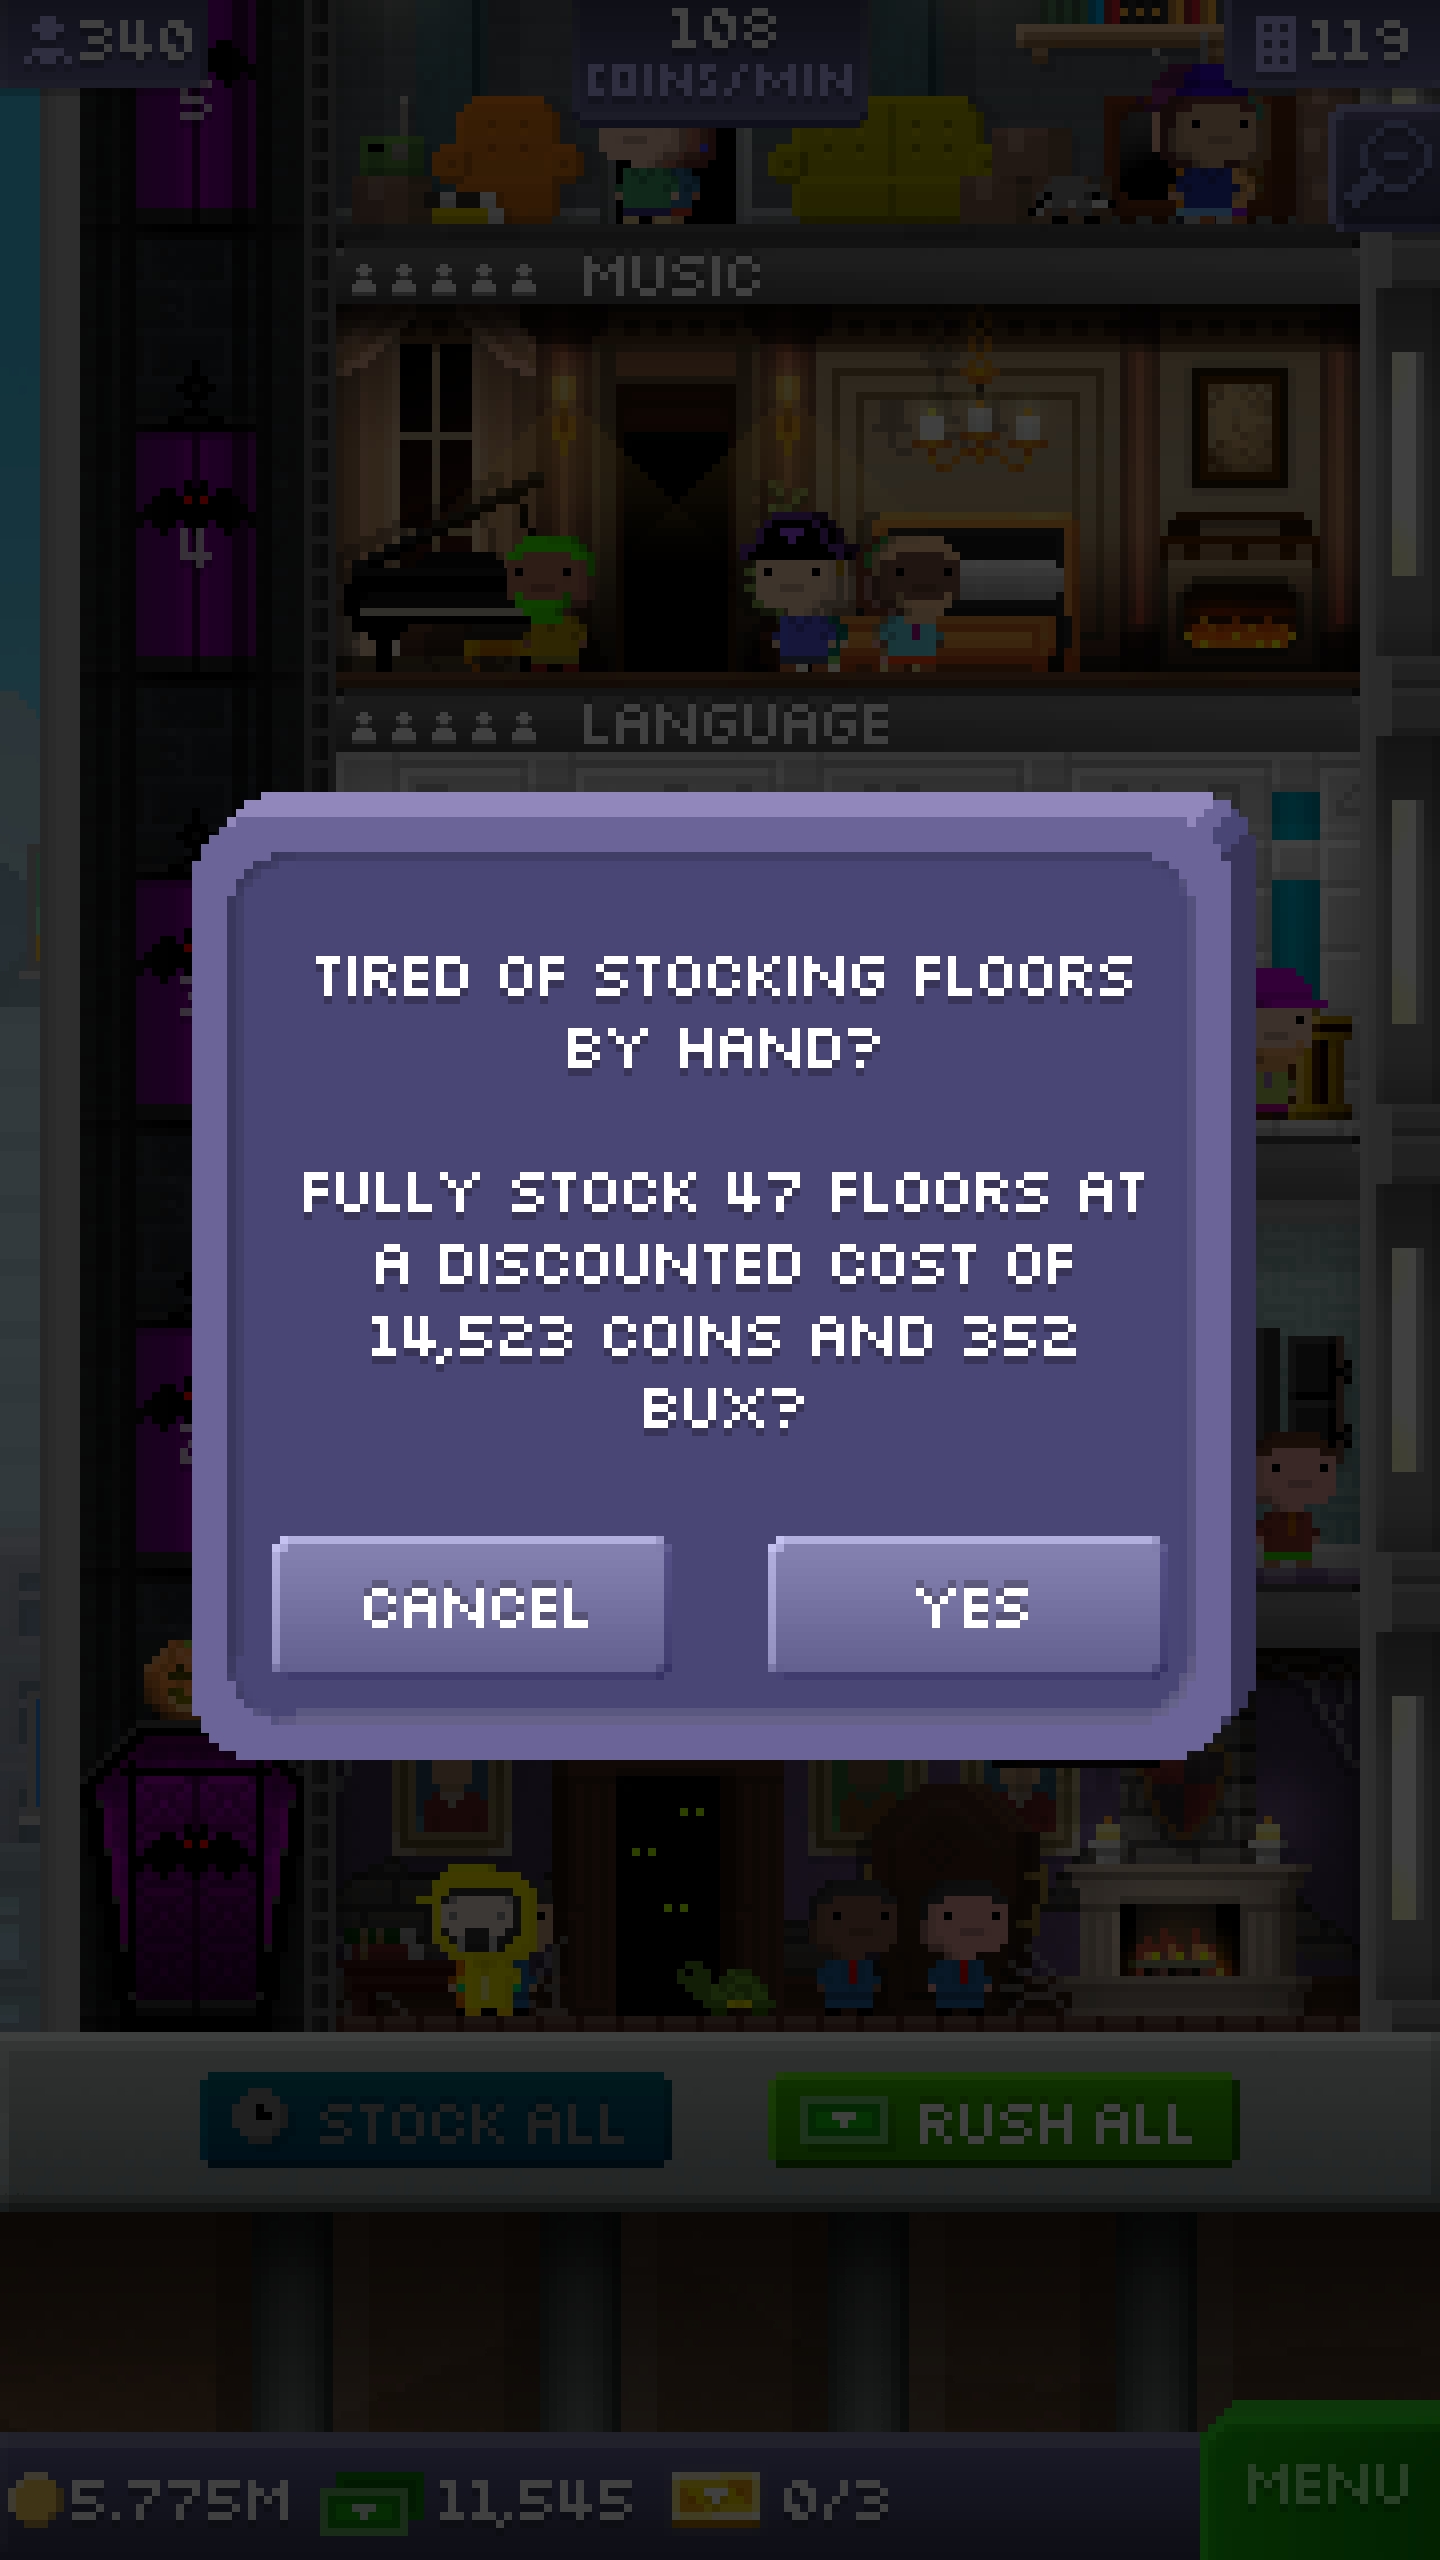 340
108
COINS/MIN
119
5
MUSIC
4
LANGUAGE
TIRED OF STOCKING FLOORS
BY HAND?
FULLY STOCK 47 FLOORS AT
A DISCOUNTED COST OF
14,523 COINS AND 352
BUX?
CANCEL
YES
STOCK ALL
RUSH ALL
5.775M
11,545
0/3
MENU